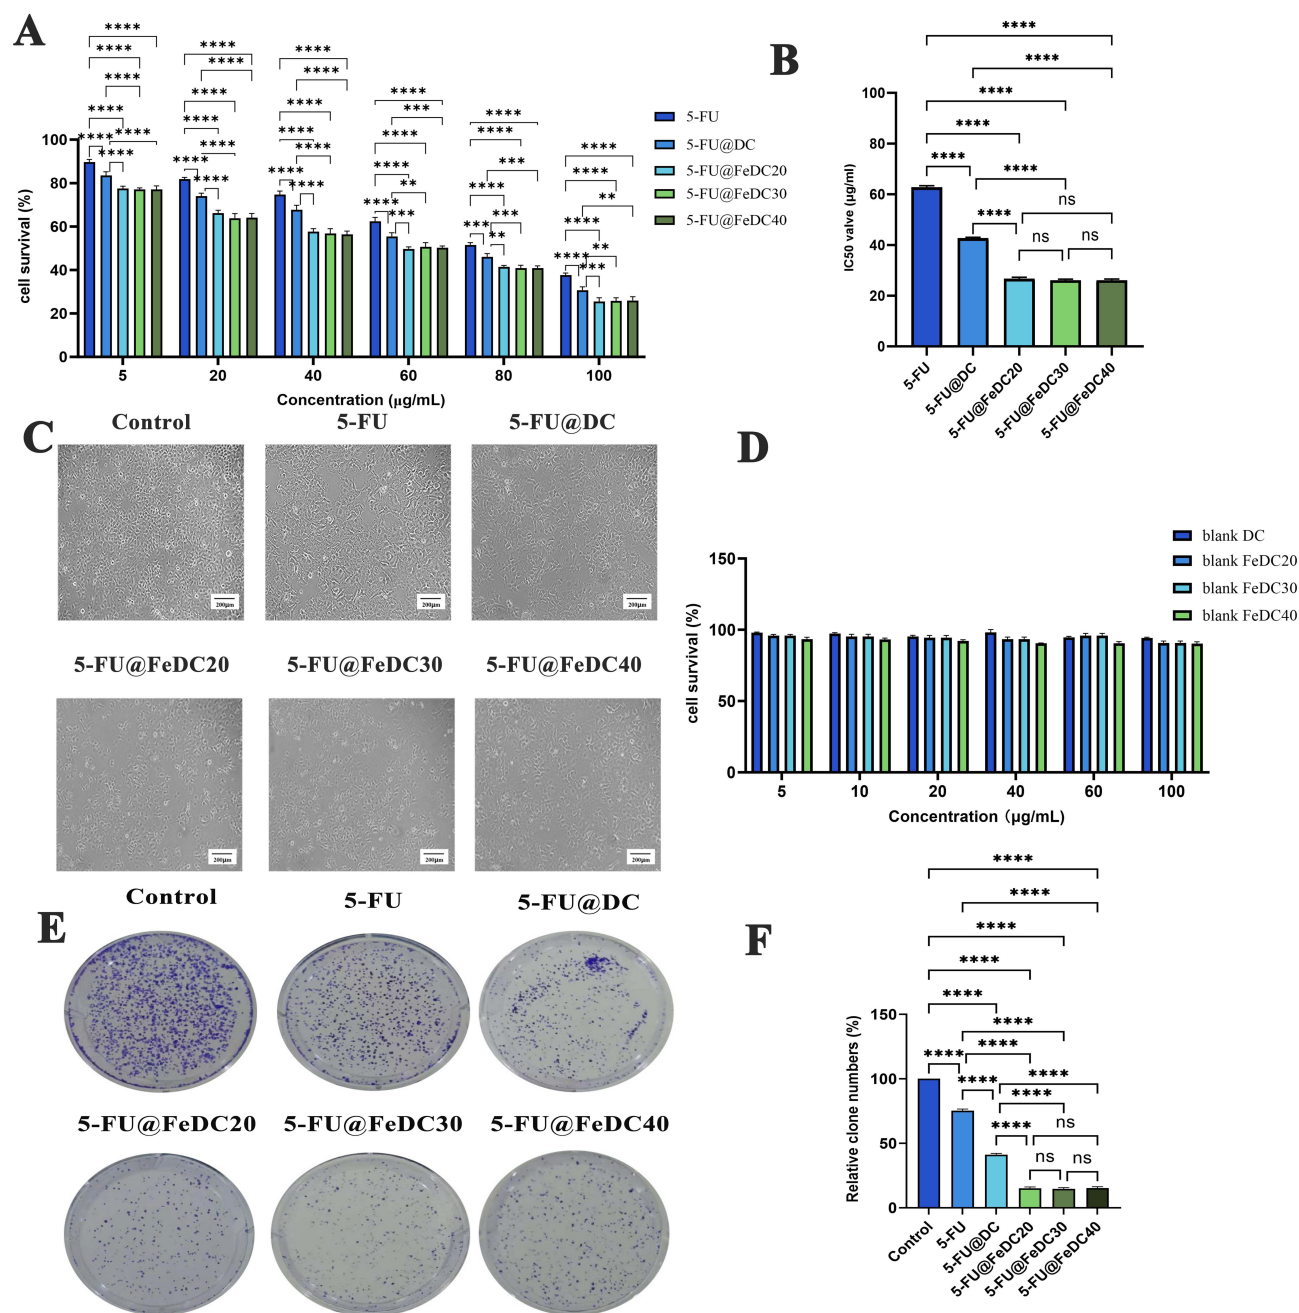 A
**** **** ****
**** **** ****
**** **** **** **** **** ****
**** **** **** *** **** ****
**** **** **** **** *** ****
**** **** **** **** **** **
**** **** **** ** *** ****
**** **** **** **** *** ** **
**** **** **** *** ** **** ***
cell survival (%)
100
80
60
40
20
0
5 20 40 60 80 100
Concentration (μg/mL)
5-FU
5-FU@DC
5-FU@FeDC20
5-FU@FeDC30
5-FU@FeDC40
B
****
****
****
****
**** ****
**** ns
ns ns
IC50 valve (μg/ml)
100
80
60
40
20
0
5-FU
5-FU@DC
5-FU@FeDC20
5-FU@FeDC30
5-FU@FeDC40
C
Control 5-FU 5-FU@DC
200μm 200μm 200μm
5-FU@FeDC20 5-FU@FeDC30 5-FU@FeDC40
200μm 200μm 200μm
D
blank DC
blank FeDC20
blank FeDC30
blank FeDC40
cell survival (%)
150
100
50
0
5 10 20 40 60 100
Concentration (μg/mL)
E
Control 5-FU 5-FU@DC
5-FU@FeDC20 5-FU@FeDC30 5-FU@FeDC40
F
****
****
****
****
****
****
****
**** ****
**** ****
**** ns
ns ns
Relative clone numbers (%)
150
100
50
0
Control
5-FU
5-FU@DC
5-FU@FeDC20
5-FU@FeDC30
5-FU@FeDC40